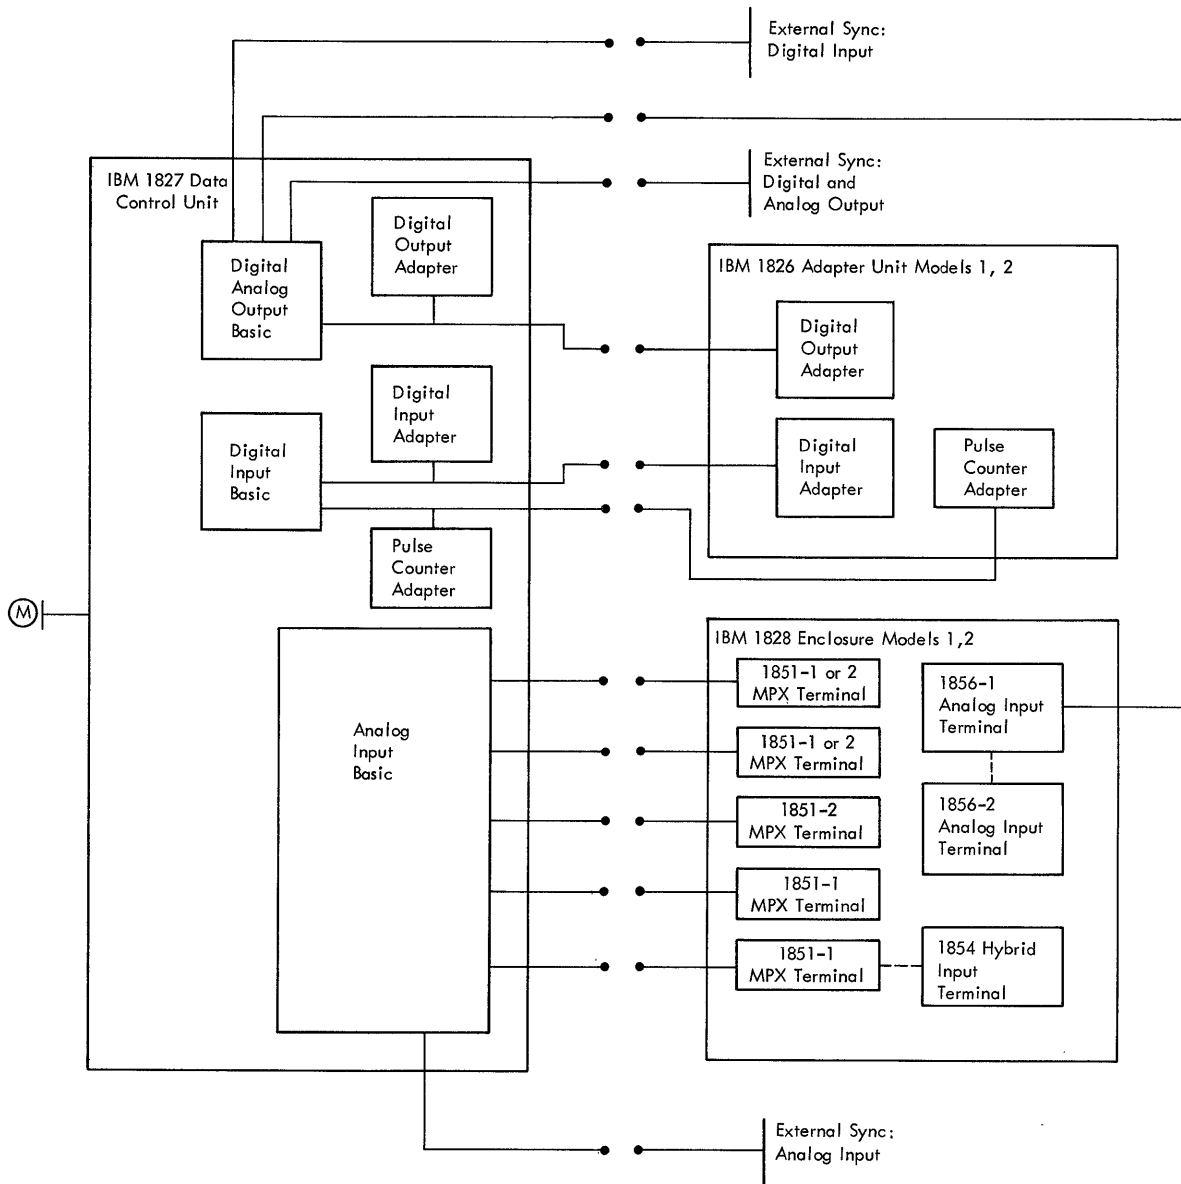 External Sync:
Digital Input
IBM 1827 Data
Control Unit
External Sync:
Digital and
Analog Output
Digital
Output
Adapter
Digital
Analog
Output
Basic
IBM 1826 Adapter Unit Models 1, 2
Digital
Output
Adapter
Digital
Input
Adapter
Digital
Input
Basic
Digital
Input
Adapter
Pulse
Counter
Adapter
Pulse
Counter
Adapter
M
IBM 1828 Enclosure Models 1,2
Analog
Input
Basic
1851-1 or 2
MPX Terminal
1851-1 or 2
MPX Terminal
1851-2
MPX Terminal
1851-1
MPX Terminal
1851-1
MPX Terminal
1856-1
Analog Input
Terminal
1856-2
Analog Input
Terminal
1854 Hybrid
Input
Terminal
External Sync:
Analog Input